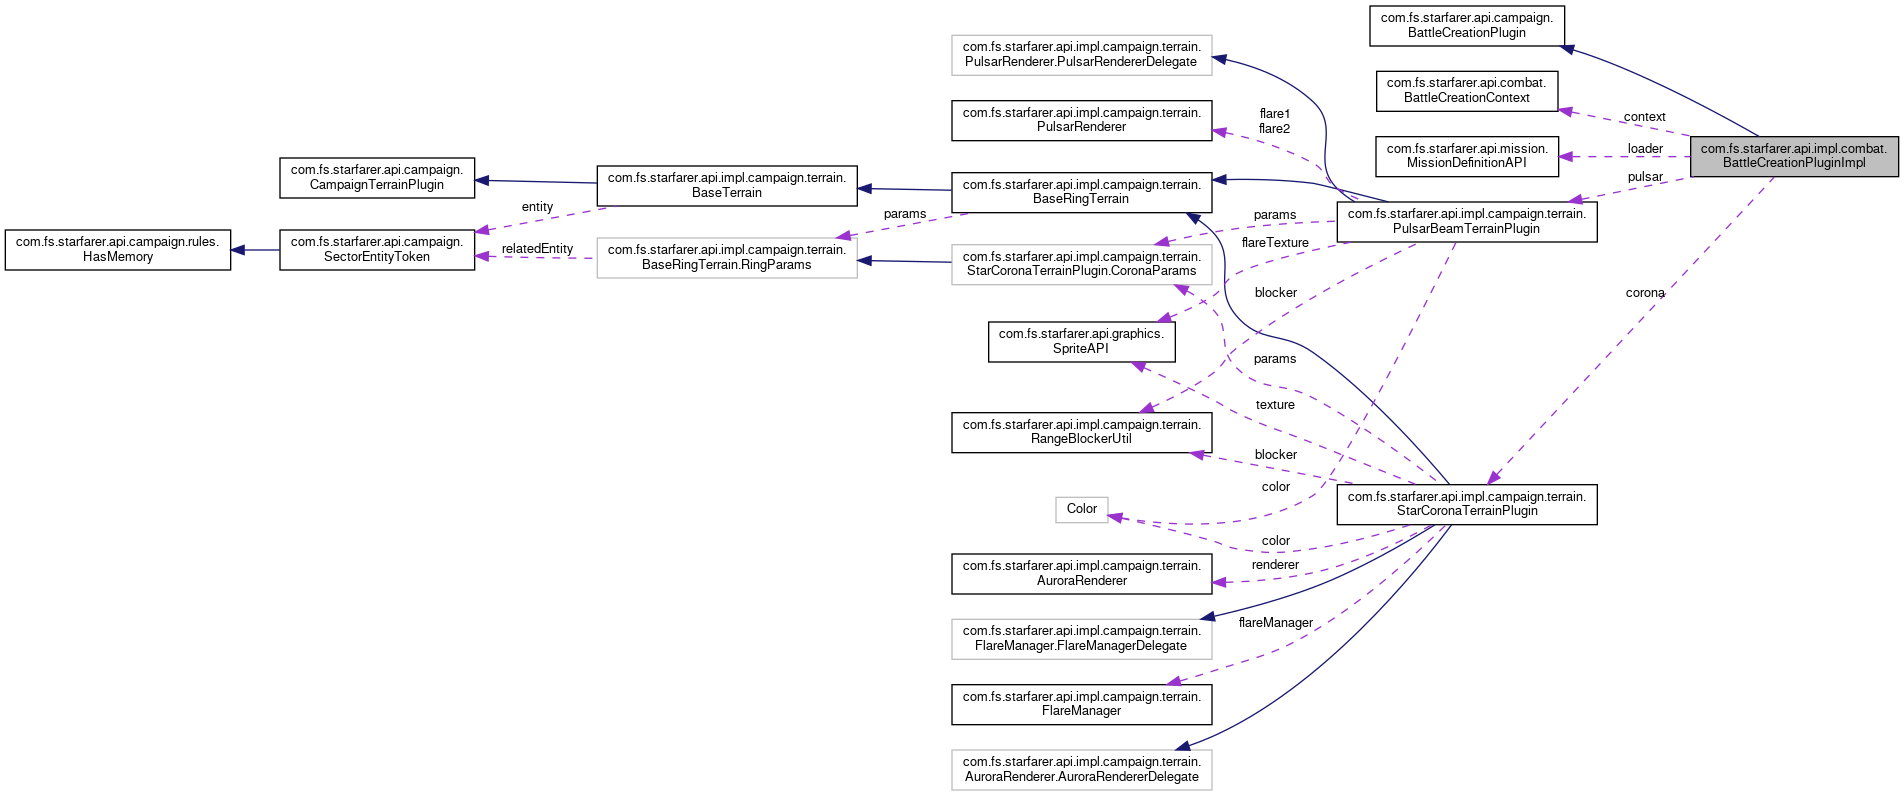 com.fs.starfarer.api.campaign.
BattleCreationPlugin
com.fs.starfarer.api.impl.campaign.terrain.
PulsarRenderer.PulsarRendererDelegate
com.fs.starfarer.api.combat.
BattleCreationContext
com.fs.starfarer.api.impl.campaign.terrain.
PulsarRenderer
flare1
flare2
context
com.fs.starfarer.api.mission.
MissionDefinitionAPI
loader
com.fs.starfarer.api.impl.combat.
BattleCreationPluginImpl
com.fs.starfarer.api.campaign.
CampaignTerrainPlugin
com.fs.starfarer.api.impl.campaign.terrain.
BaseTerrain
com.fs.starfarer.api.impl.campaign.terrain.
BaseRingTerrain
pulsar
entity
params
params
com.fs.starfarer.api.impl.campaign.terrain.
PulsarBeamTerrainPlugin
com.fs.starfarer.api.campaign.rules.
HasMemory
com.fs.starfarer.api.campaign.
SectorEntityToken
relatedEntity
com.fs.starfarer.api.impl.campaign.terrain.
BaseRingTerrain.RingParams
com.fs.starfarer.api.impl.campaign.terrain.
StarCoronaTerrainPlugin.CoronaParams
flareTexture
blocker
corona
com.fs.starfarer.api.graphics.
SpriteAPI
params
texture
com.fs.starfarer.api.impl.campaign.terrain.
RangeBlockerUtil
blocker
color
com.fs.starfarer.api.impl.campaign.terrain.
StarCoronaTerrainPlugin
Color
color
com.fs.starfarer.api.impl.campaign.terrain.
AuroraRenderer
renderer
com.fs.starfarer.api.impl.campaign.terrain.
FlareManager.FlareManagerDelegate
flareManager
com.fs.starfarer.api.impl.campaign.terrain.
FlareManager
com.fs.starfarer.api.impl.campaign.terrain.
AuroraRenderer.AuroraRendererDelegate